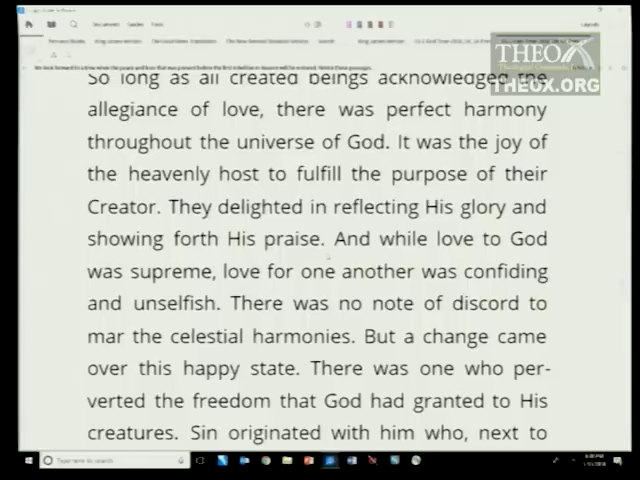 THEOX
THEOX.ORG
So long as all created beings acknowledged the
allegiance of love, there was perfect harmony
throughout the universe of God. It was the joy of
the heavenly host to fulfill the purpose of their
Creator. They delighted in reflecting His glory and
showing forth His praise. And while love to God
was supreme, love for one another was confiding
and unselfish. There was no note of discord to
mar the celestial harmonies. But a change came
over this happy state. There was one who per-
verted the freedom that God had granted to His
creatures. Sin originated with him who, next to
Type here to search